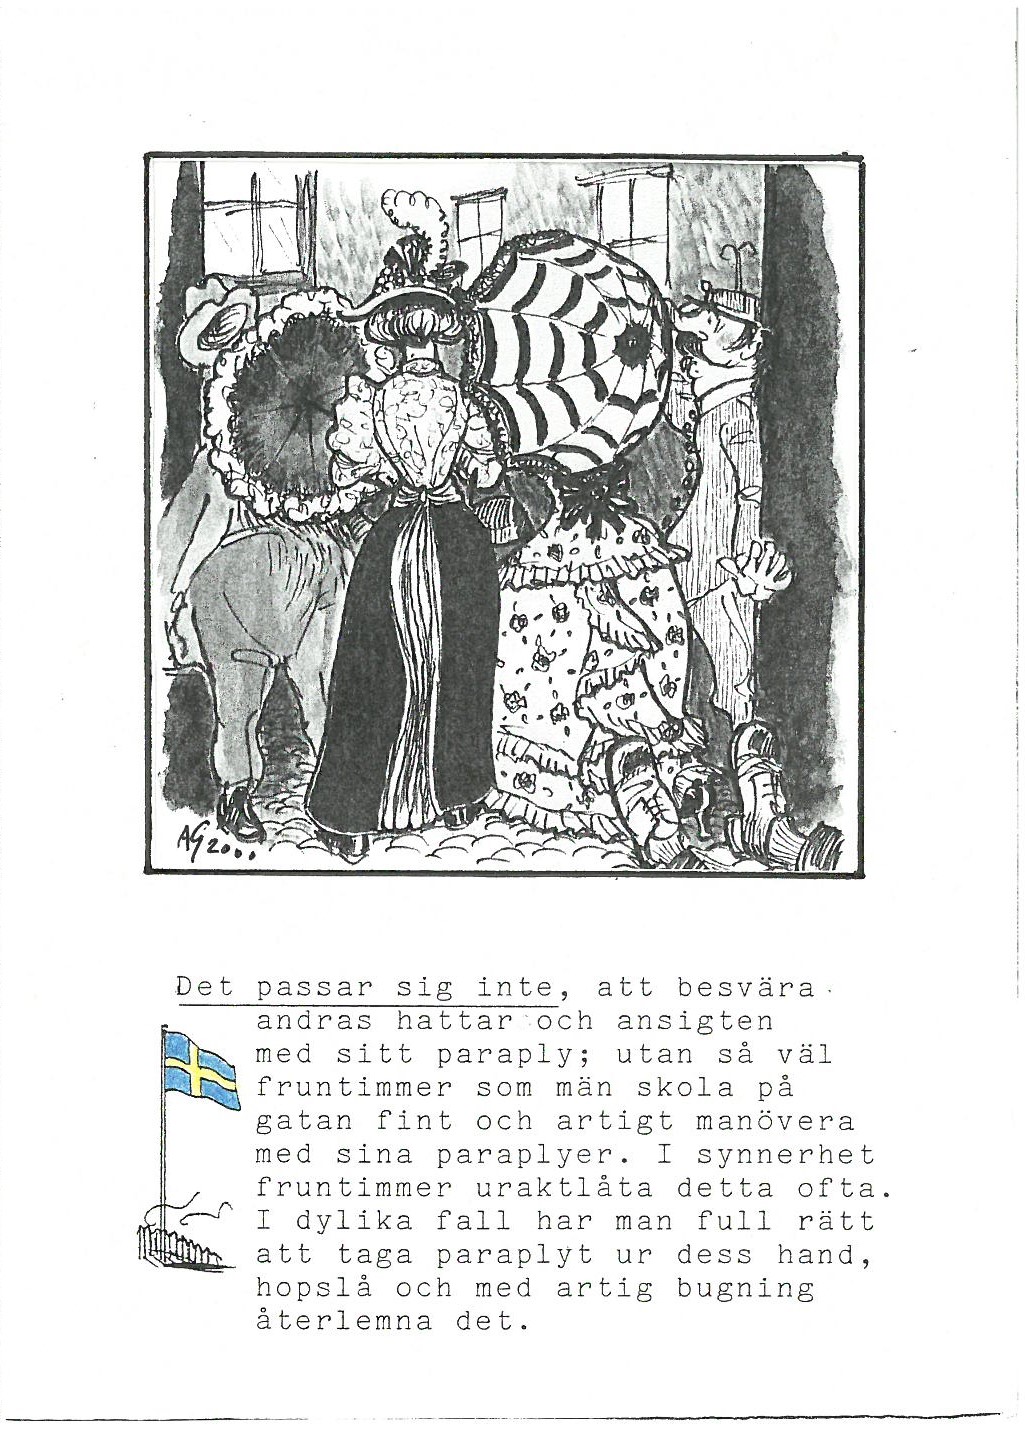 AG 2000.
Det passar sig inte, att besvära
andras hattar och ansigten
med sitt paraply; utan så väl
fruntimmer som män skola på
gatan fint och artigt manövera
med sina paraplyer. I synnerhet
fruntimmer uraktlåta detta ofta.
I dylika fall har man full rätt
att taga paraplyt ur dess hand,
hopslå och med artig bugning
återlemna det.